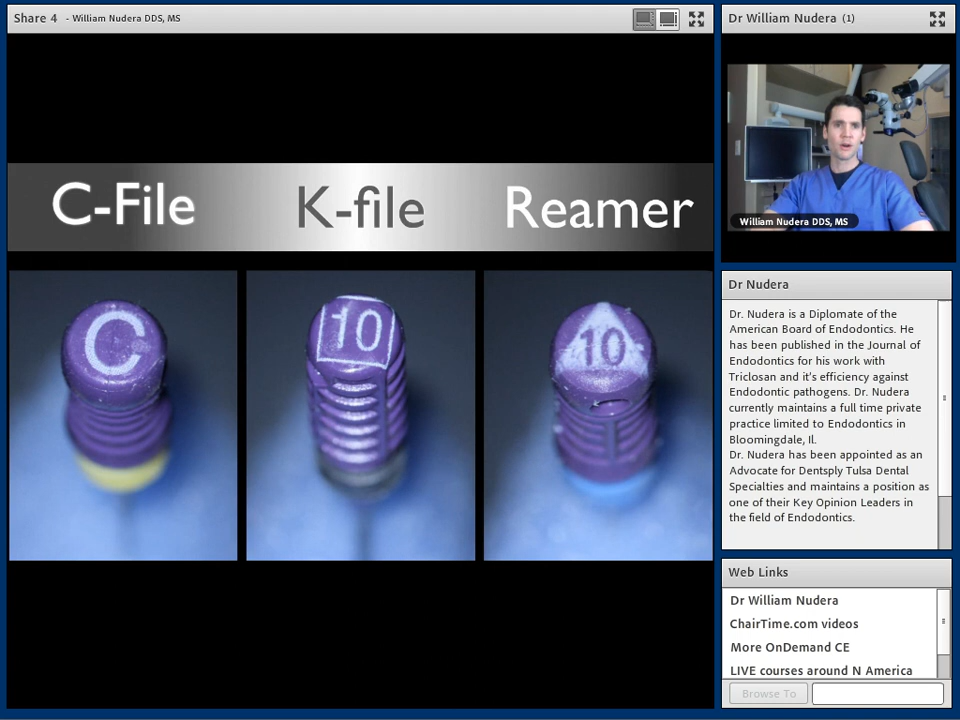 Share 4 - William Nudera DDS, MS
C-File
K-file
Reamer
C
10
10
Dr William Nudera (1)
William Nudera DDS, MS
Dr Nudera
Dr. Nudera is a Diplomate of the
American Board of Endodontics. He
has been published in the Journal of
Endodontics for his work with
Triclosan and it's efficiency against
Endodontic pathogens. Dr. Nudera
currently maintains a full time private
practice limited to Endodontics in
Bloomingdale, Il.
Dr. Nudera has been appointed as an
Advocate for Dentsply Tulsa Dental
Specialties and maintains a position as
one of their Key Opinion Leaders in
the field of Endodontics.
Web Links
Dr William Nudera
ChairTime.com videos
More OnDemand CE
LIVE courses around N America
Browse To